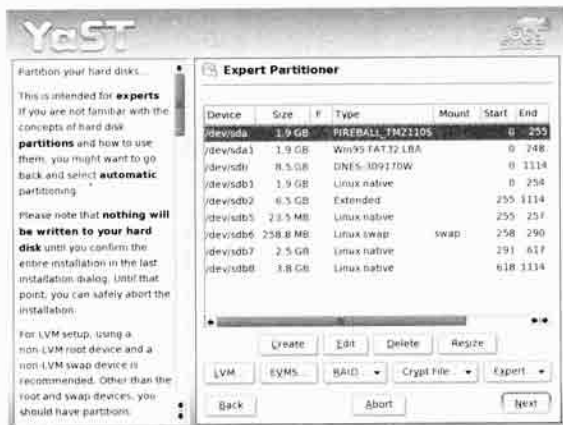 YaST
Partition your hard disks...
This is intended for experts.
If you are not familiar with the
concepts of hard disk
partitions and how to use
them, you might want to go
back and select automatic
partitioning.
Please note that nothing will
be written to your hard
disk until you confirm the
entire installation in the last
installation dialog. Until that
point, you can safely abort the
installation.
For LVM setup, using a
non-LVM root device and a
non-LVM swap device is
recommended. Other than the
root and swap devices, you
should have partitions
Expert Partitioner
Device Size F Type Mount Start End
/dev/sda 1.9 GB FIREBALL_TM2110S 0 255
/dev/sda1 1.9 GB Win95 FAT32 LBA 0 248
/dev/sdb 8.5 GB DNES-309170W 0 1114
/dev/sdb1 1.9 GB Linux native 0 254
/dev/sdb2 6.5 GB Extended 255 1114
/dev/sdb5 23.5 MB Linux native 255 257
/dev/sdb6 258.8 MB Linux swap swap 258 290
/dev/sdb7 2.5 GB Linux native 291 617
/dev/sdb8 3.8 GB Linux native 618 1114
Create Edit Delete Resize
LVM... EVMS... RAID... Crypt File... Expert...
Back Abort Next